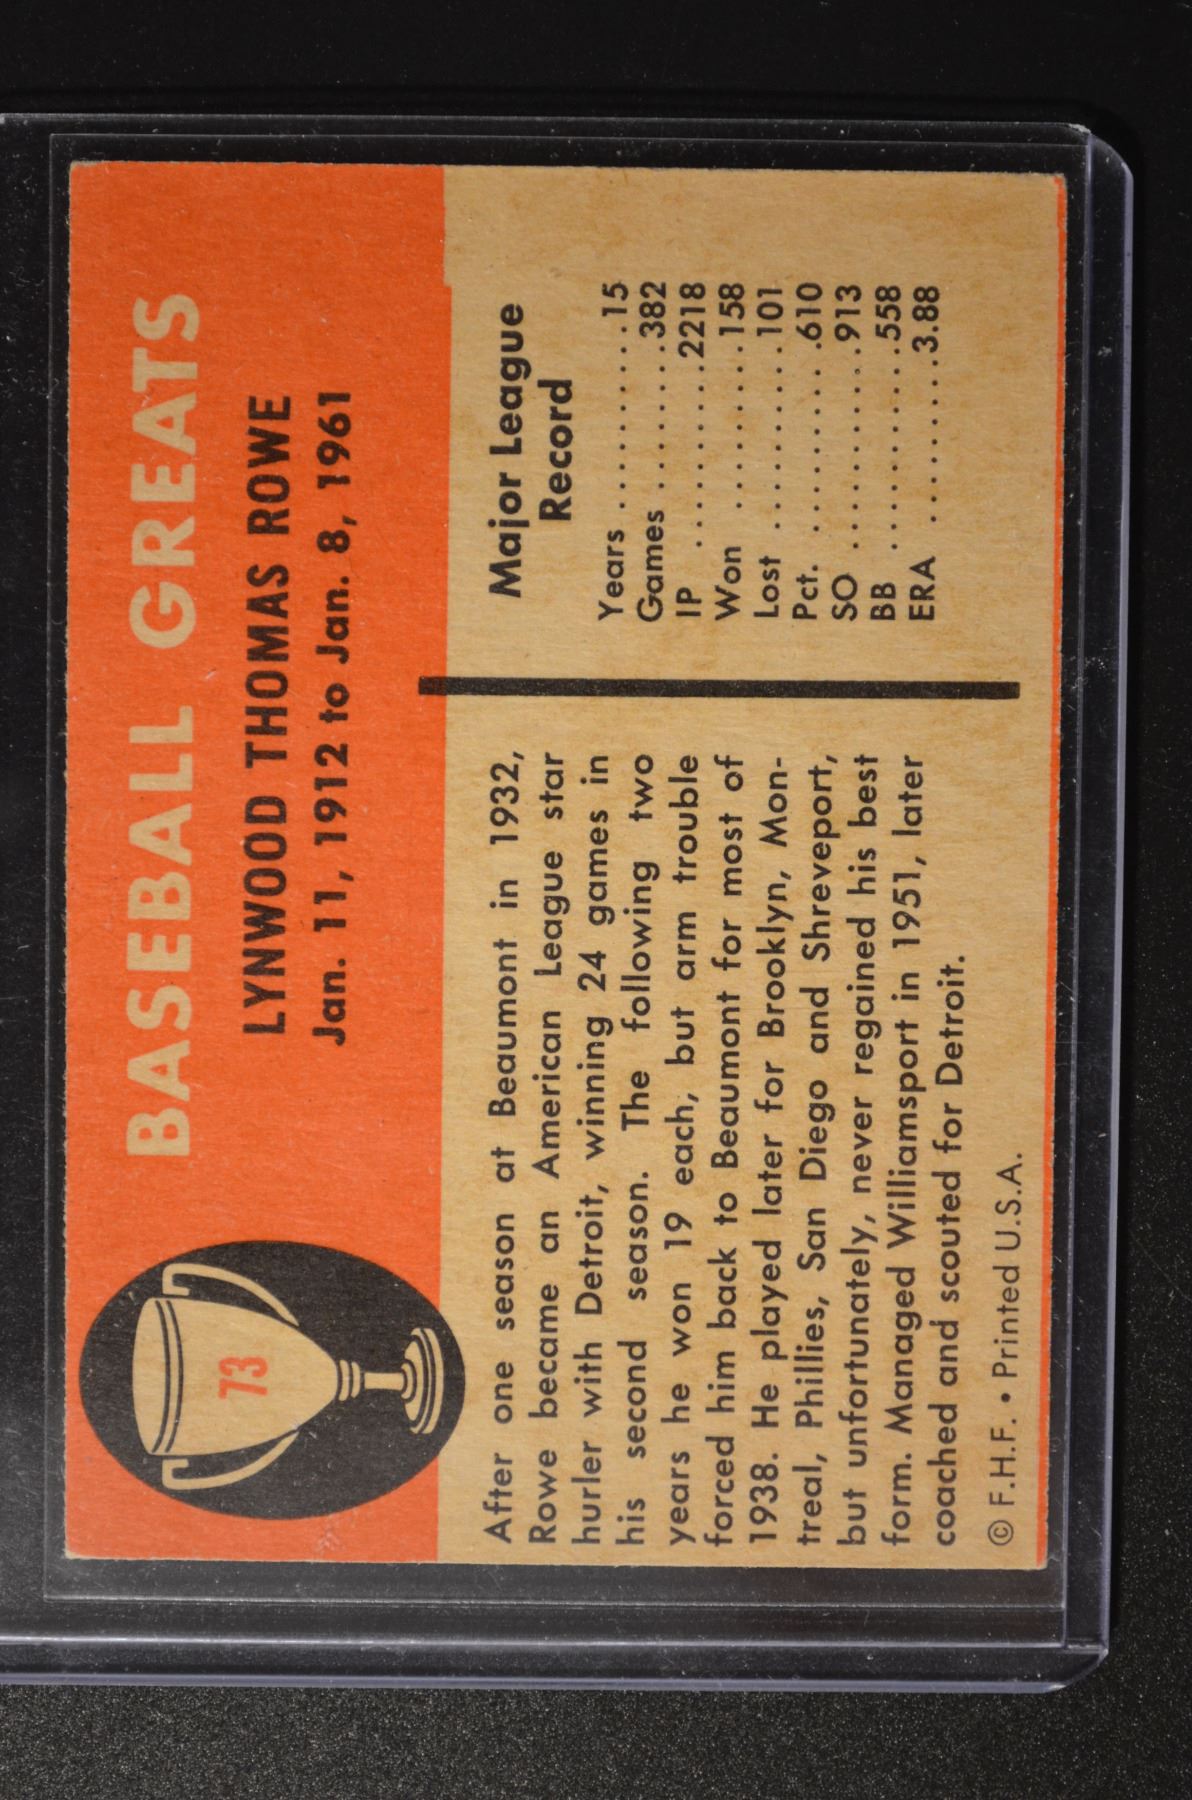 73
BASEBALL GREATS
LYNWOOD THOMAS ROWE
Jan. 11, 1912 to Jan. 8, 1961
After one season at Beaumont in 1932,
Rowe became an American League star
hurler with Detroit, winning 24 games in
his second season. The following two
years he won 19 each, but arm trouble
forced him back to Beaumont for most of
1938. He played later for Brooklyn, Mon-
treal, Phillies, San Diego and Shreveport,
but unfortunately, never regained his best
form. Managed Williamsport in 1951, later
coached and scouted for Detroit.
© F.H.F. • Printed U.S.A.
Major League
Record
Years . . . . . . . . . .15
Games . . . . . . . .382
IP . . . . . . . . . .2218
Won . . . . . . . . .158
Lost . . . . . . . . .101
Pct. . . . . . . . . .610
SO . . . . . . . . . .913
BB . . . . . . . . . .558
ERA . . . . . . . . .3.88